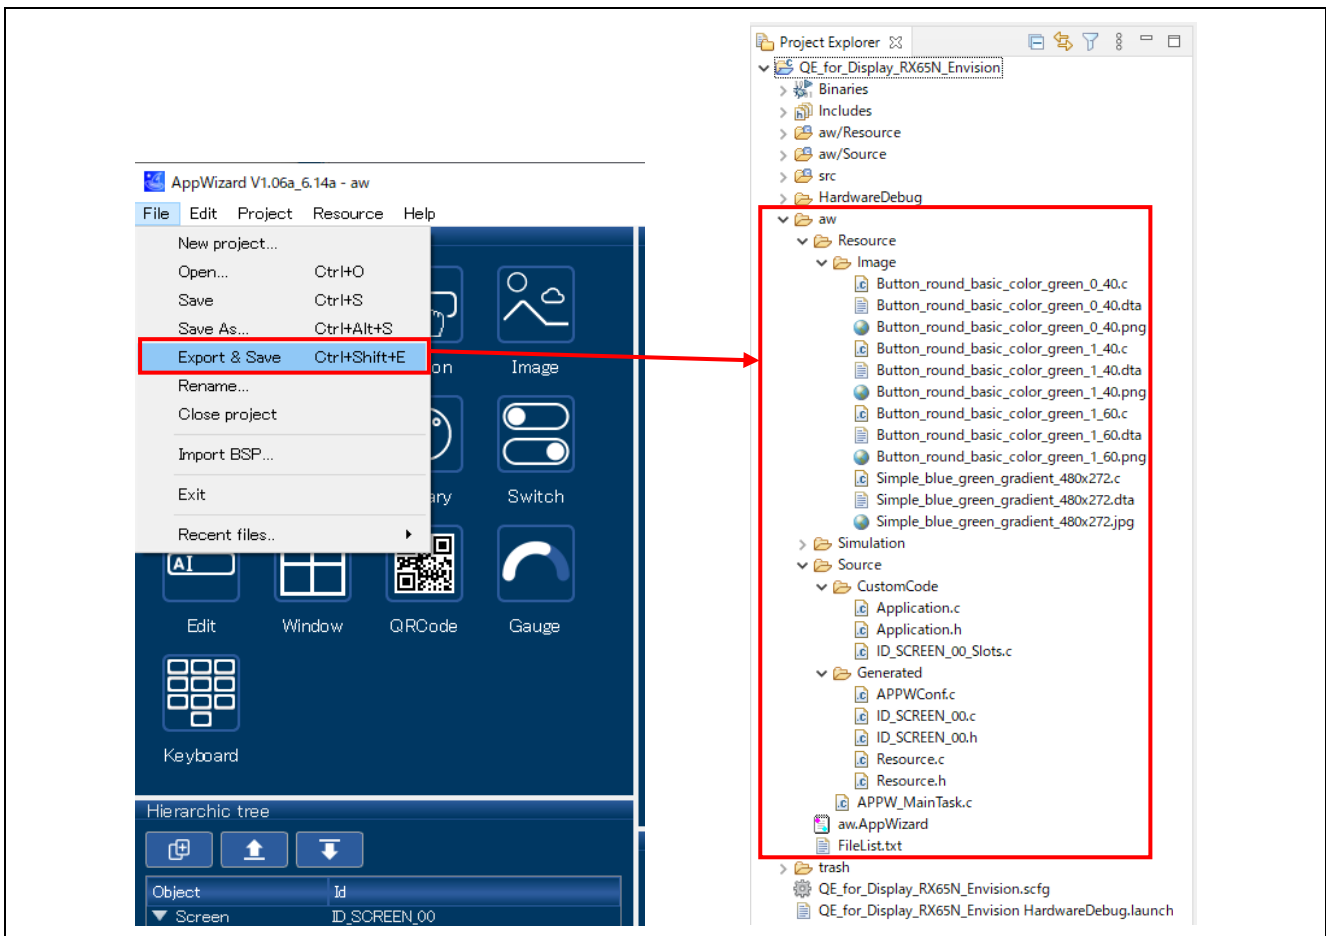 AppWizard V1.06a_6.14a - aw
File Edit Project Resource Help
New project...
Open... Ctrl+O
Save Ctrl+S
Save As... Ctrl+Alt+S
Export & Save Ctrl+Shift+E
Rename...
Close project
Import BSP...
Exit
Recent files..
on Image
ary Switch
AI
Edit Window QRCode Gauge
Keyboard
Hierarchic tree
Object Id
Screen ID_SCREEN_00
Project Explorer
QE_for_Display_RX65N_Envision
Binaries
Includes
aw/Resource
aw/Source
src
HardwareDebug
aw
Resource
Image
Button_round_basic_color_green_0_40.c
Button_round_basic_color_green_0_40.dta
Button_round_basic_color_green_0_40.png
Button_round_basic_color_green_1_40.c
Button_round_basic_color_green_1_40.dta
Button_round_basic_color_green_1_40.png
Button_round_basic_color_green_1_60.c
Button_round_basic_color_green_1_60.dta
Button_round_basic_color_green_1_60.png
Simple_blue_green_gradient_480x272.c
Simple_blue_green_gradient_480x272.dta
Simple_blue_green_gradient_480x272.jpg
Simulation
Source
CustomCode
Application.c
Application.h
ID_SCREEN_00_Slots.c
Generated
APPWConf.c
ID_SCREEN_00.c
ID_SCREEN_00.h
Resource.c
Resource.h
APPW_MainTask.c
aw.AppWizard
FileList.txt
trash
QE_for_Display_RX65N_Envision.scfg
QE_for_Display_RX65N_Envision HardwareDebug.launch